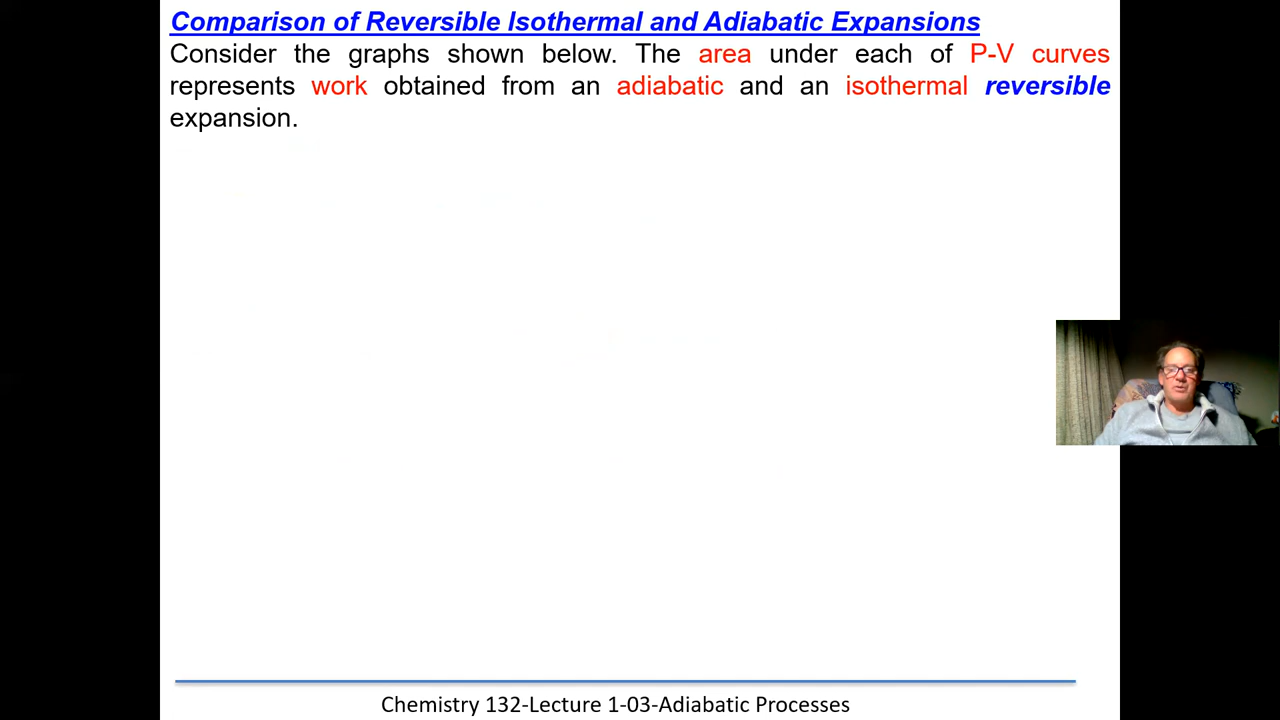 Comparison of Reversible Isothermal and Adiabatic Expansions
Consider the graphs shown below. The area under each of P-V curves
represents work obtained from an adiabatic and an isothermal reversible
expansion.
Chemistry 132-Lecture 1-03-Adiabatic Processes